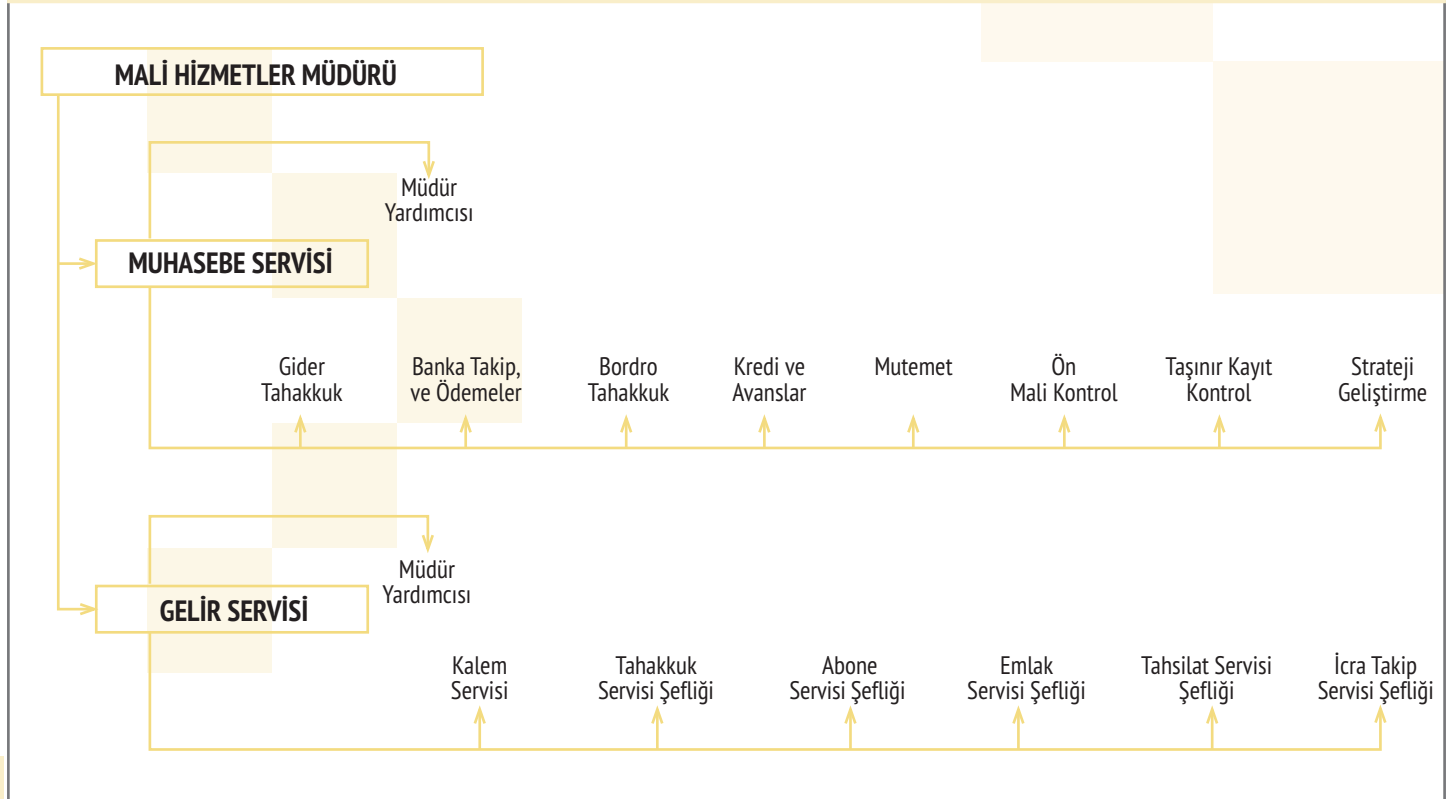 MALİ HİZMETLER MÜDÜRÜ
Müdür
Yardımcısı
MUHASEBE SERVİSİ
Gider
Tahakkuk
Banka Takip,
ve Ödemeler
Bordro
Tahakkuk
Kredi ve
Avanslar
Mutemet
Ön
Mali Kontrol
Taşınır Kayıt
Kontrol
Strateji
Geliştirme
Müdür
Yardımcısı
GELİR SERVİSİ
Kalem
Servisi
Tahakkuk
Servisi Şefliği
Abone
Servisi Şefliği
Emlak
Servisi Şefliği
Tahsilat Servisi
Şefliği
İcra Takip
Servisi Şefliği